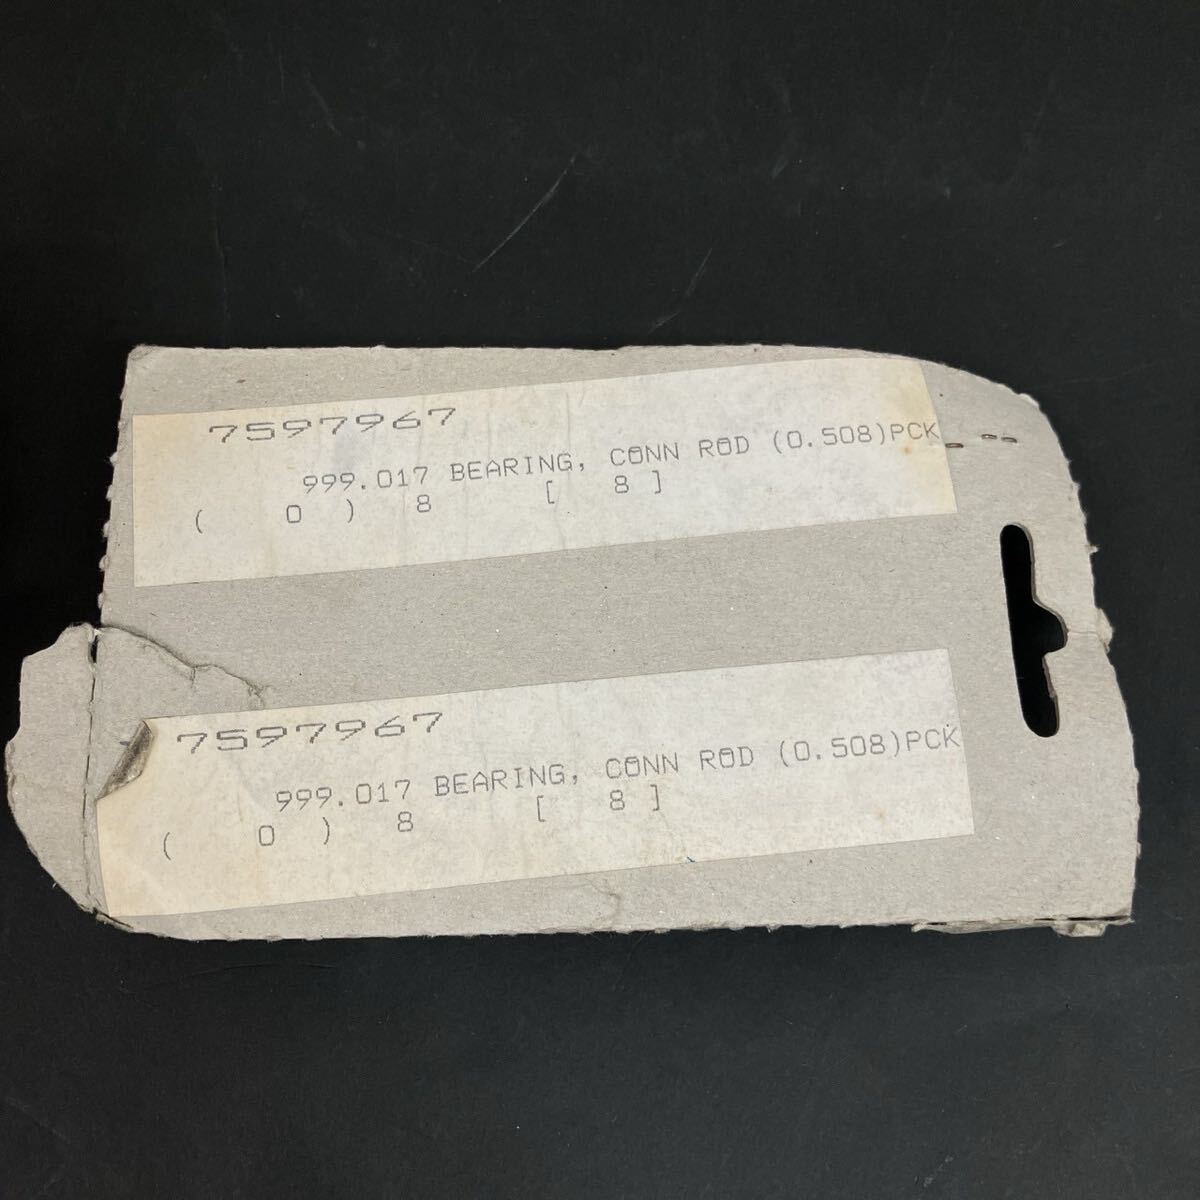 7597967
999.017 BEARING, CONN ROD (0.508)PCK
( 0 ) 8 [ 8 ]
7597967
999.017 BEARING, CONN ROD (0.508)PCK
( 0 ) 8 [ 8 ]